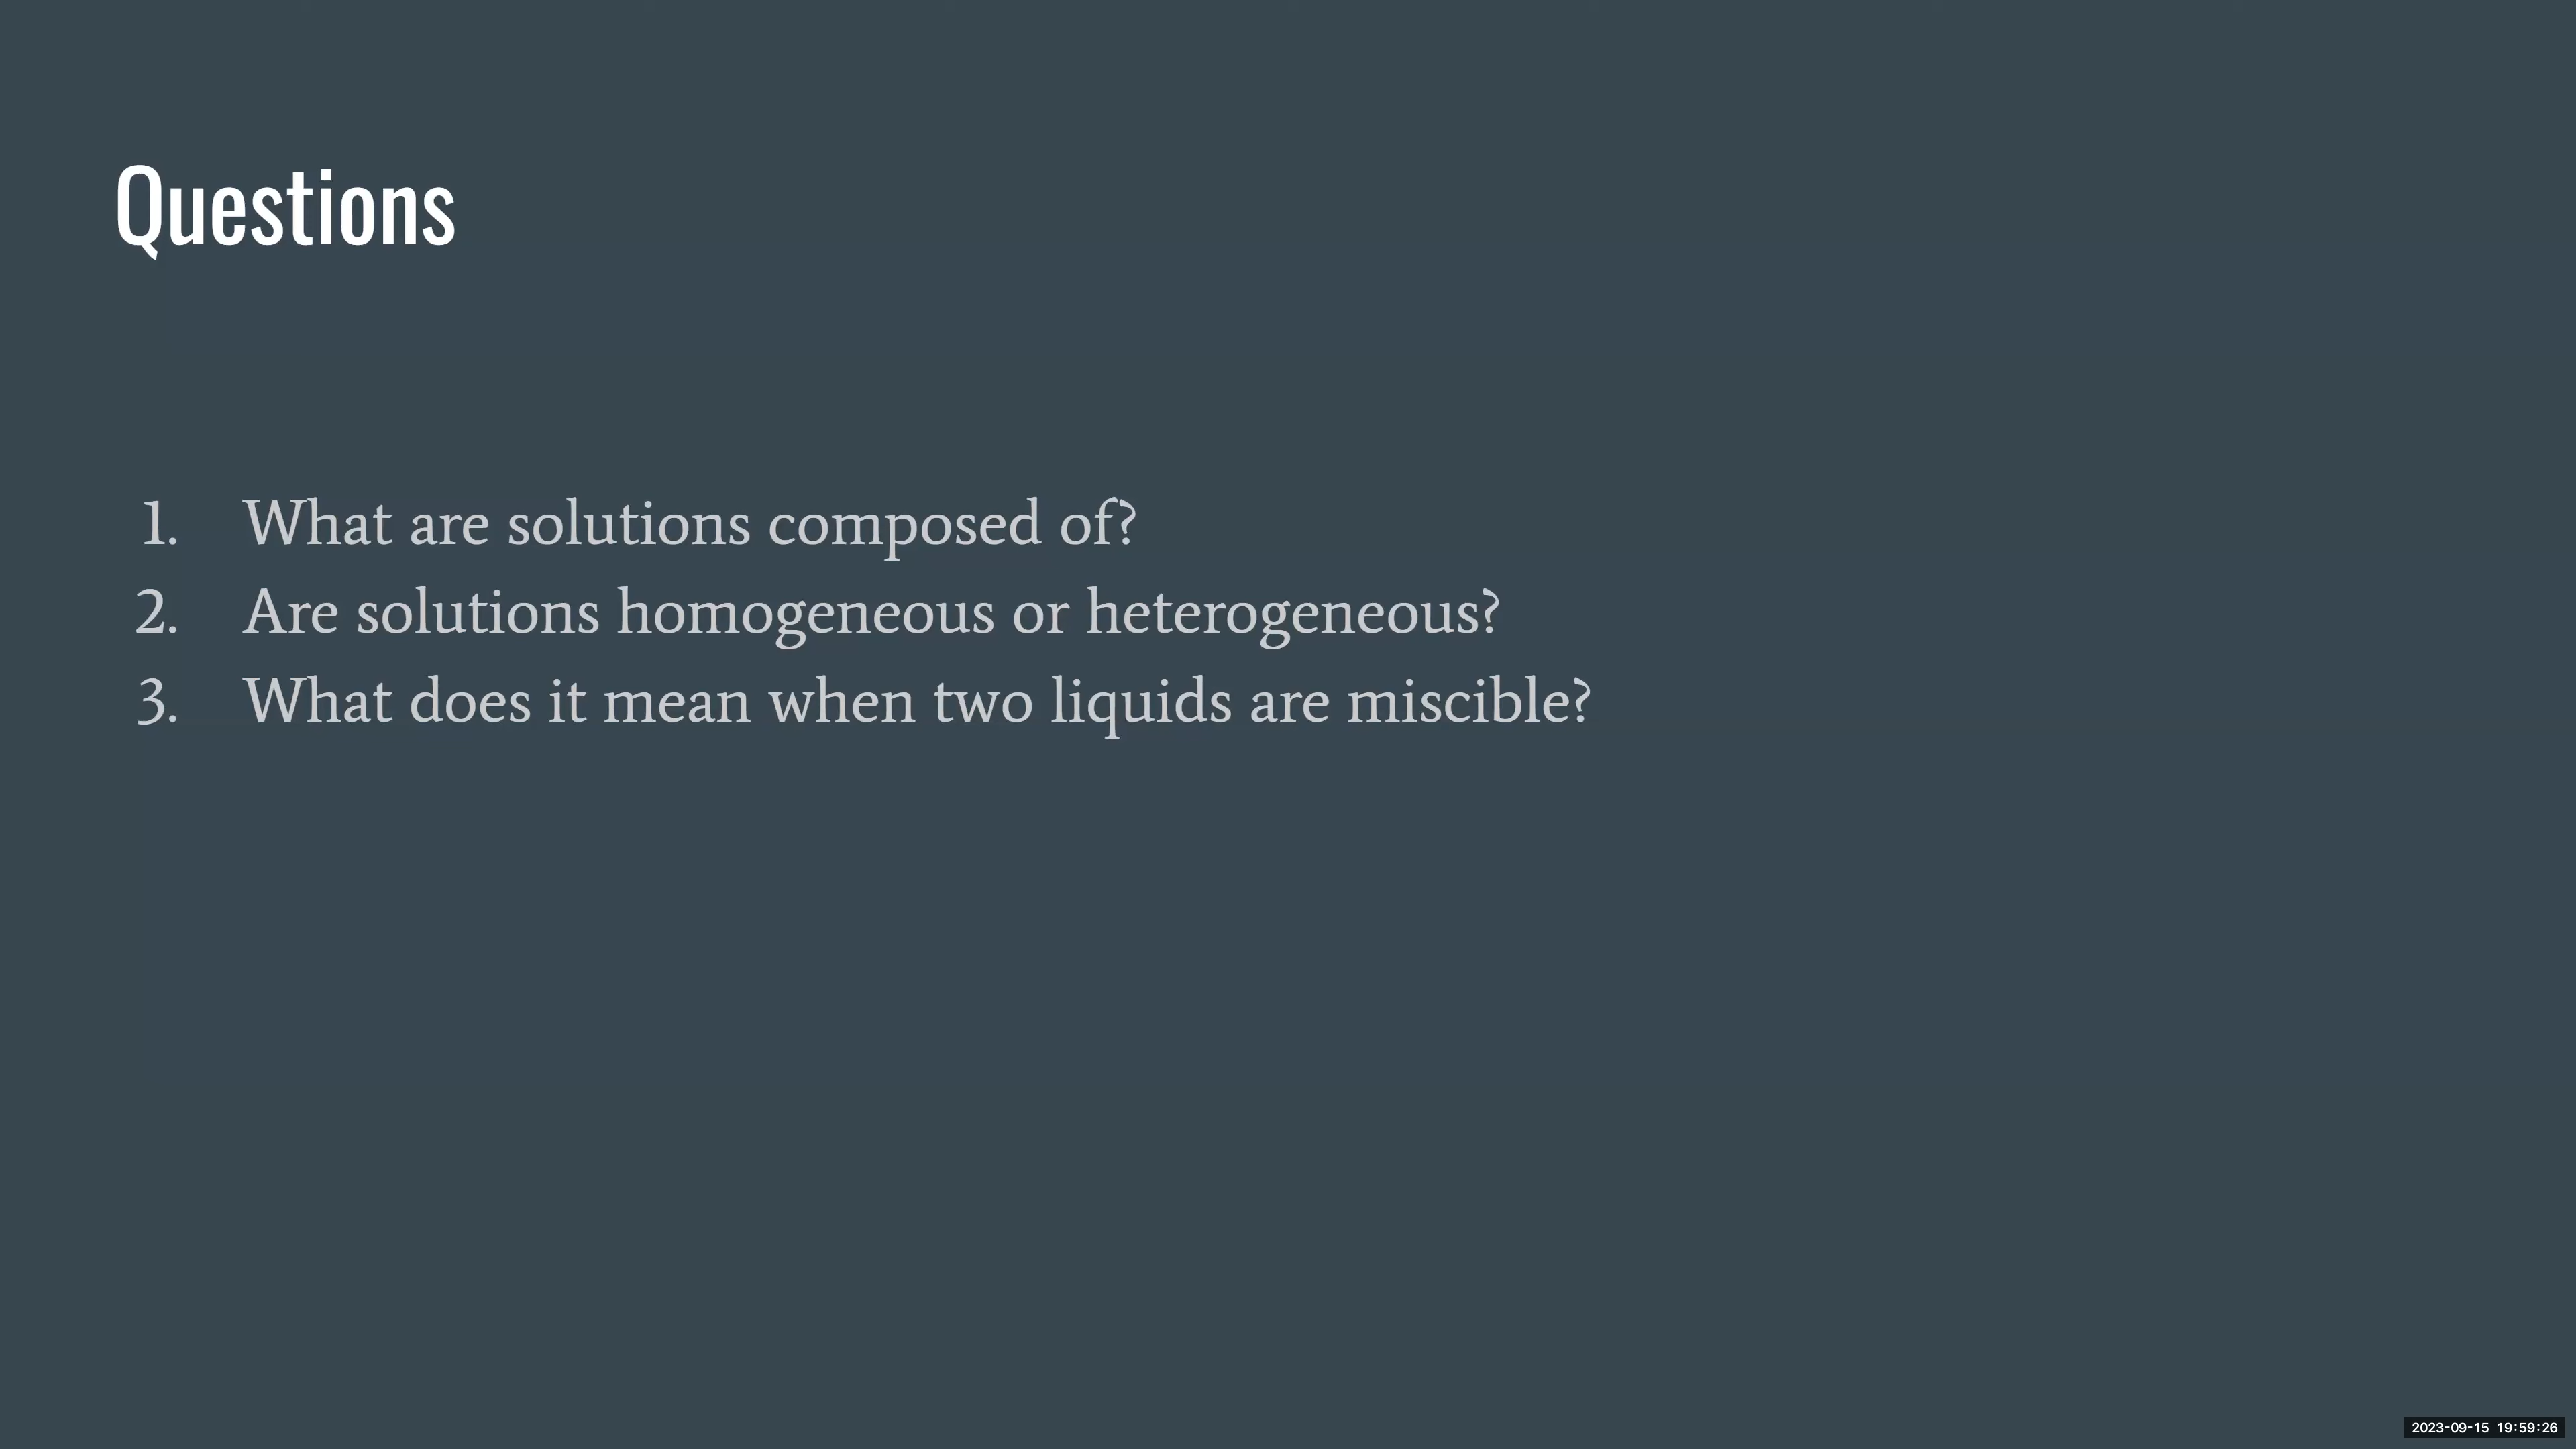 Questions
1. What are solutions composed of?
2. Are solutions homogeneous or heterogeneous?
3. What does it mean when two liquids are miscible?
2023-09-15 19:59:26